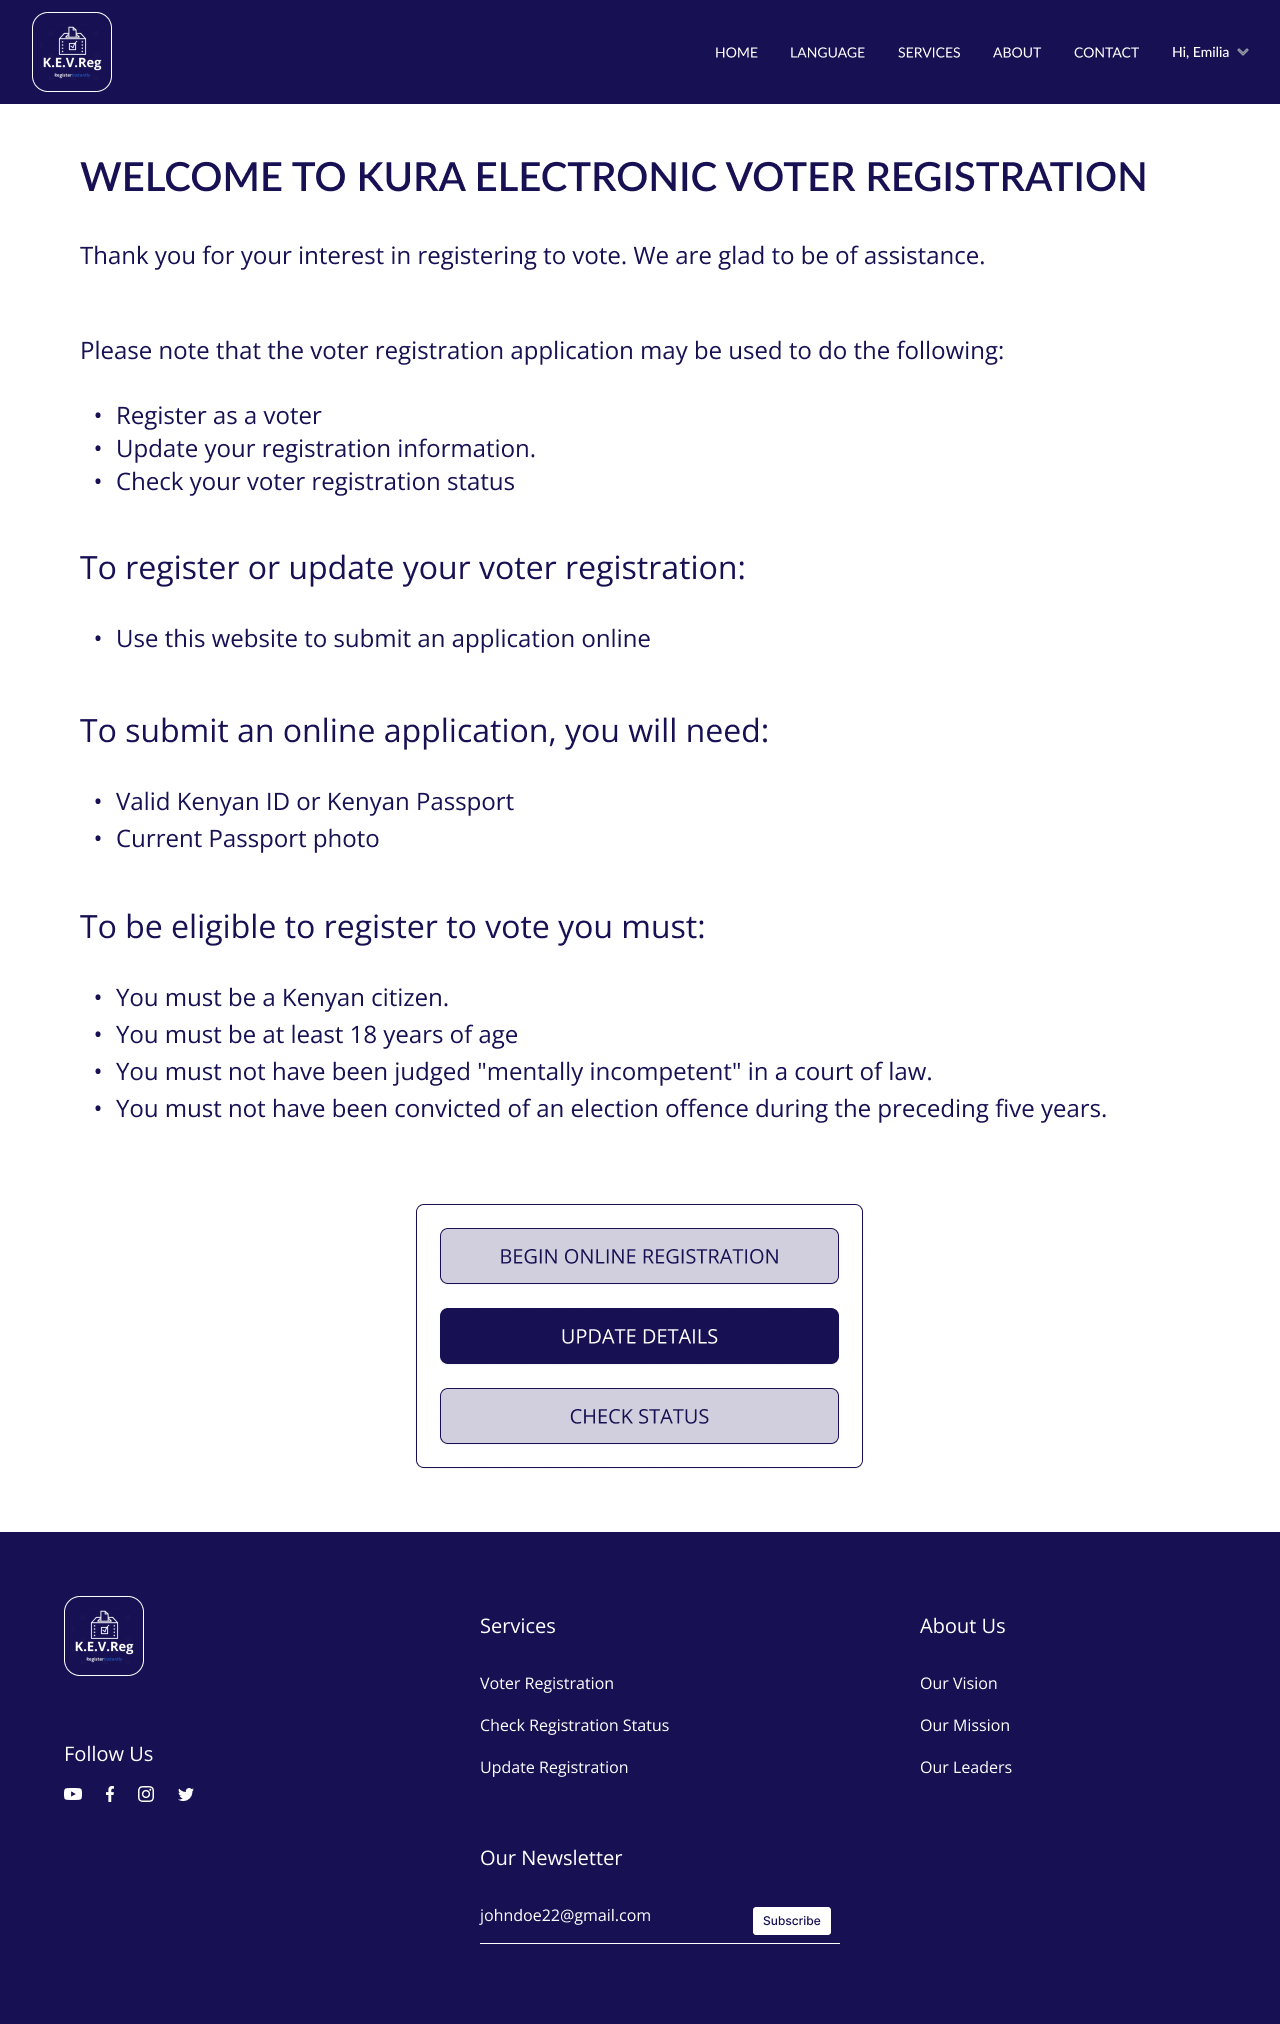 K.E.V.Reg
HOME
LANGUAGE
SERVICES
ABOUT
CONTACT
Hi, Emilia
WELCOME TO KURA ELECTRONIC VOTER REGISTRATION
Thank you for your interest in registering to vote. We are glad to be of assistance.
Please note that the voter registration application may be used to do the following:
• Register as a voter
• Update your registration information.
• Check your voter registration status
To register or update your voter registration:
• Use this website to submit an application online
To submit an online application, you will need:
• Valid Kenyan ID or Kenyan Passport
• Current Passport photo
To be eligible to register to vote you must:
• You must be a Kenyan citizen.
• You must be at least 18 years of age
• You must not have been judged "mentally incompetent" in a court of law.
• You must not have been convicted of an election offence during the preceding five years.
BEGIN ONLINE REGISTRATION
UPDATE DETAILS
CHECK STATUS
K.E.V.Reg
Follow Us
Services
Voter Registration
Check Registration Status
Update Registration
Our Newsletter
johndoe22@gmail.com
Subscribe
About Us
Our Vision
Our Mission
Our Leaders